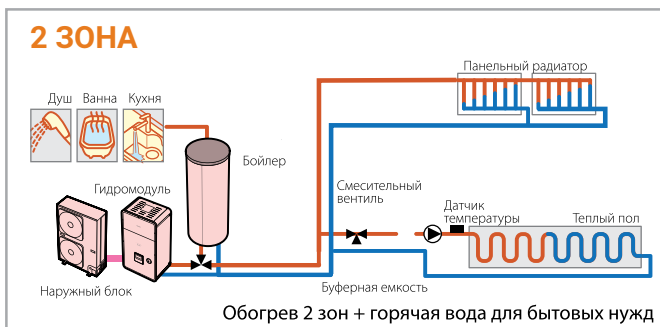 2 ЗОНА
Панельный радиатор
Душ Ванна Кухня
Бойлер
Гидромодуль
Смесительный
вентиль
Датчик
температуры
Теплый пол
Наружный блок
Буферная емкость
Обогрев 2 зон + горячая вода для бытовых нужд